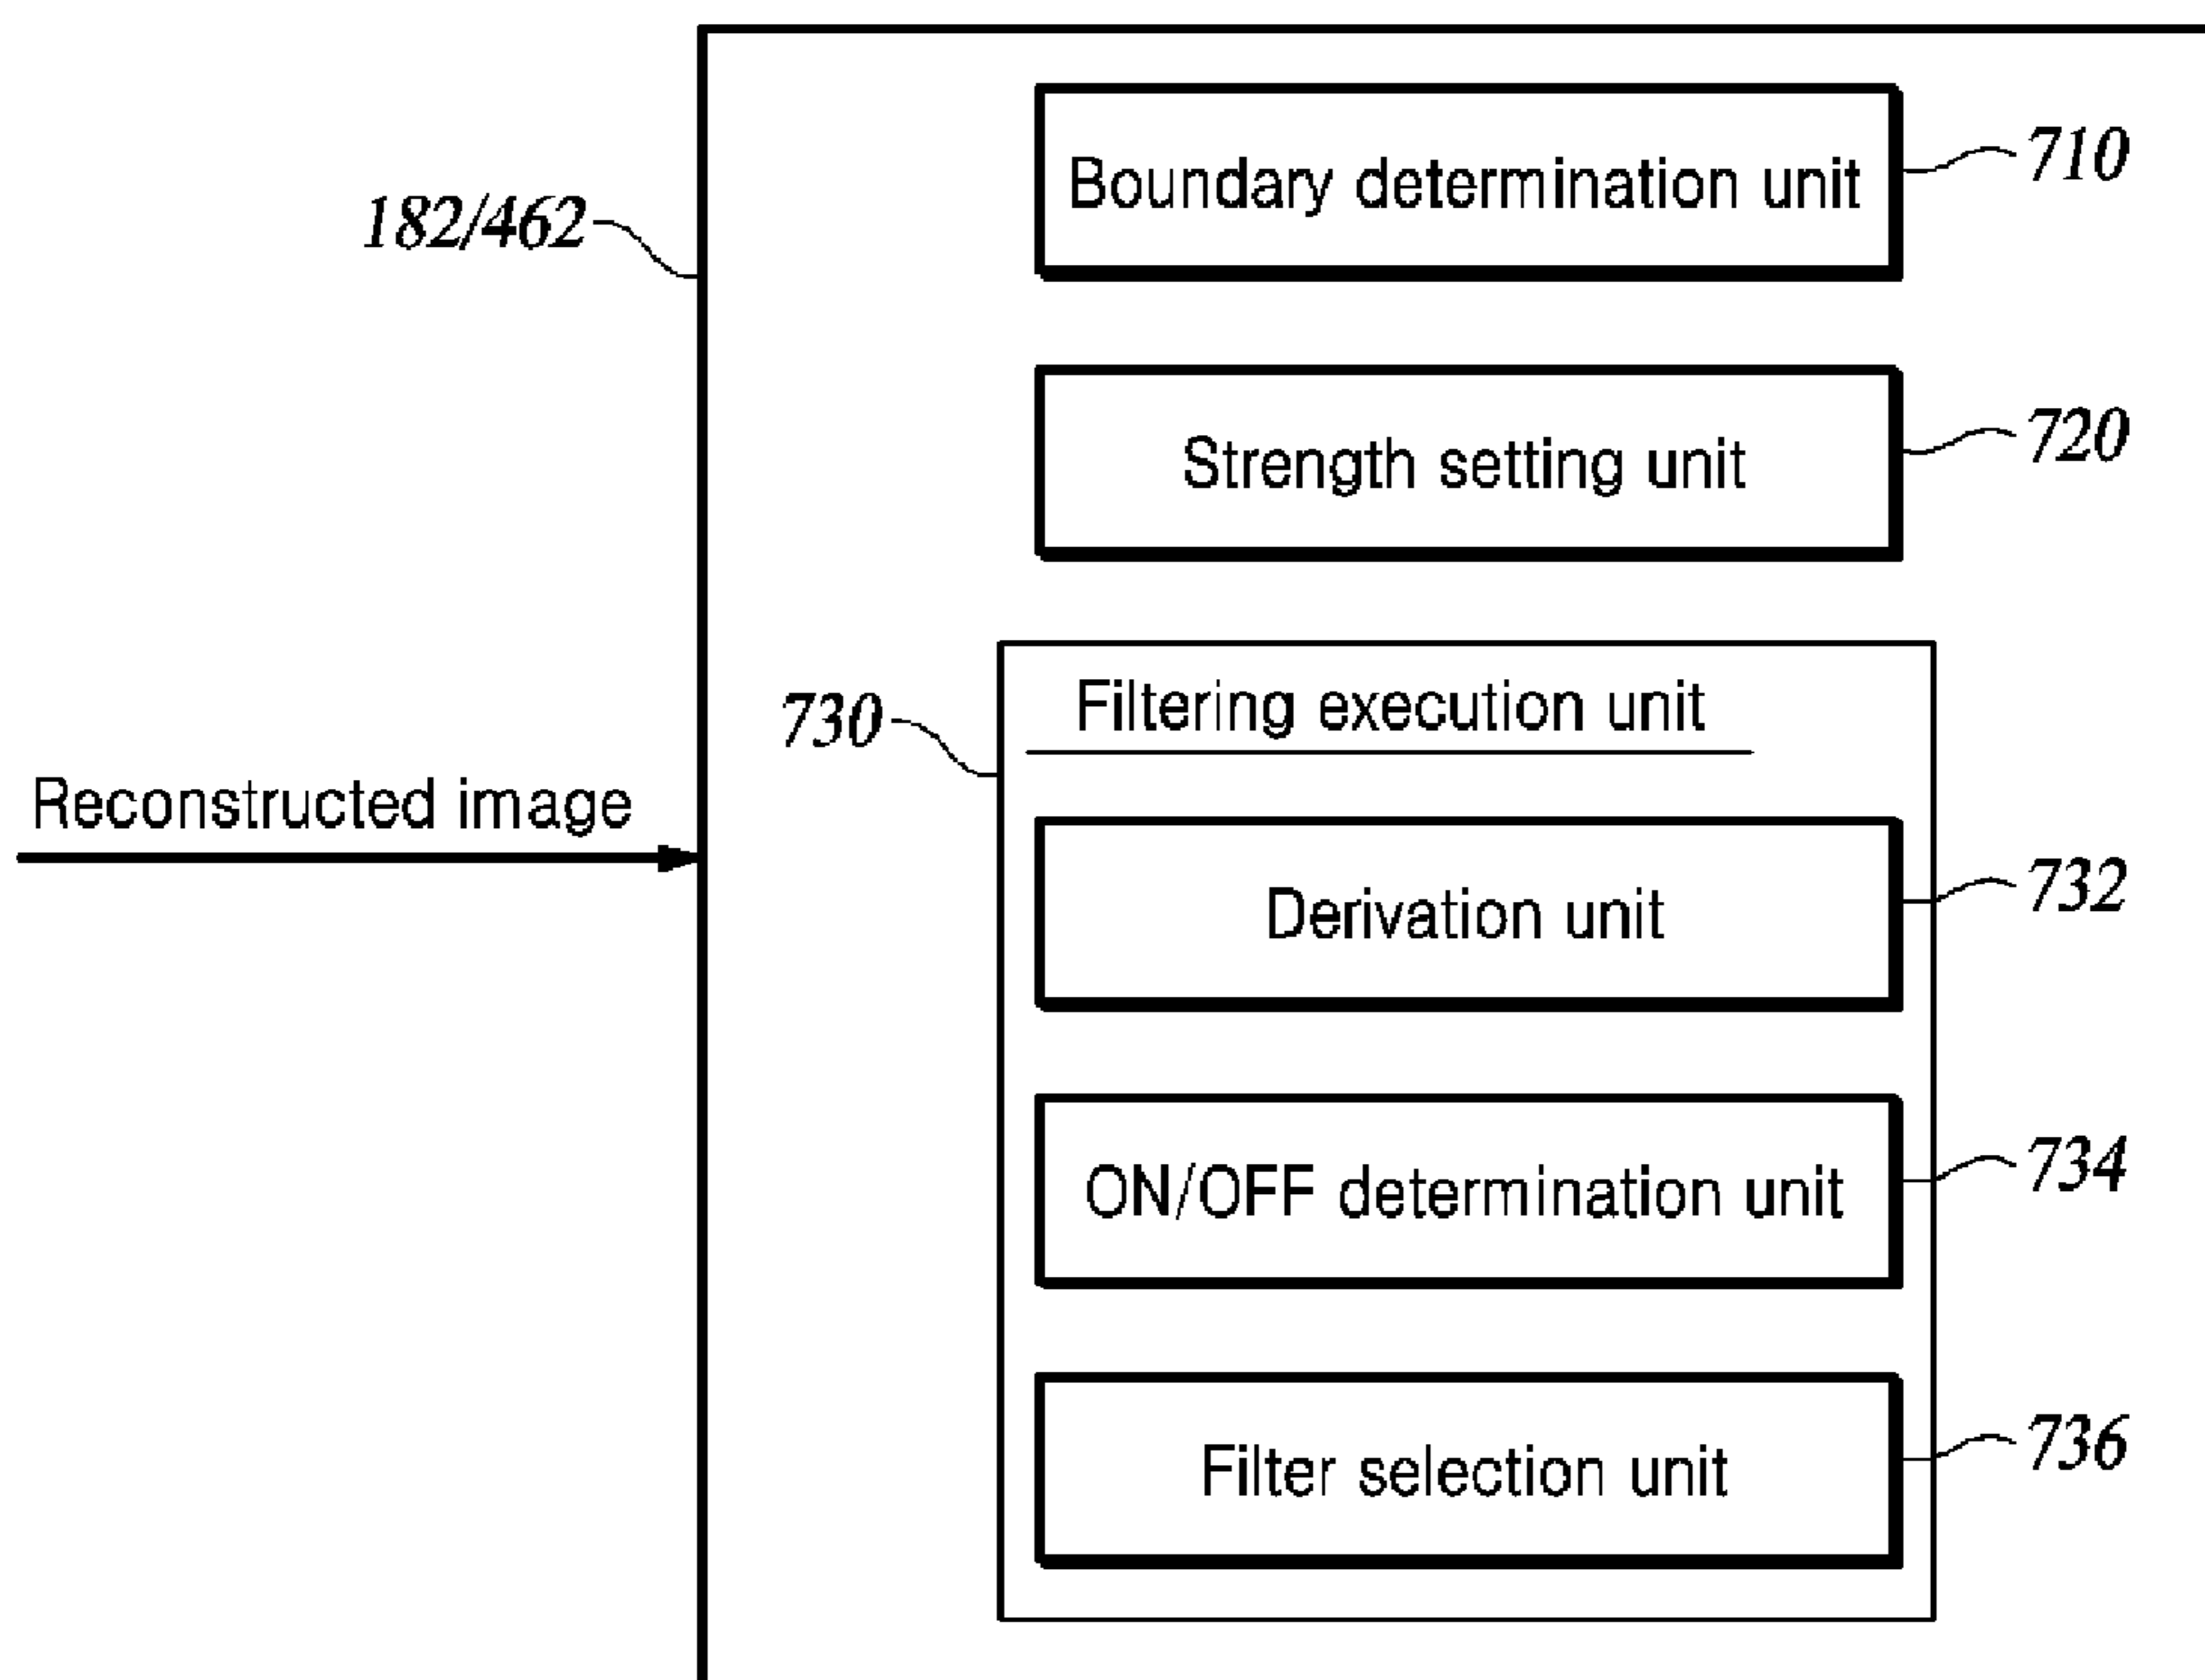 Boundary determination unit
710
182/462
Strength setting unit
720
730
Filtering execution unit
Reconstructed image
Derivation unit
732
ON/OFF determination unit
734
Filter selection unit
736